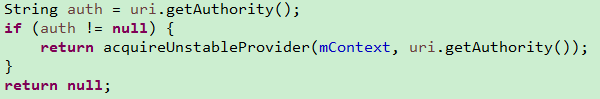 String auth = uri.getAuthority();
if (auth != null) {
    return acquireUnstableProvider(mContext, uri.getAuthority());
}
return null;